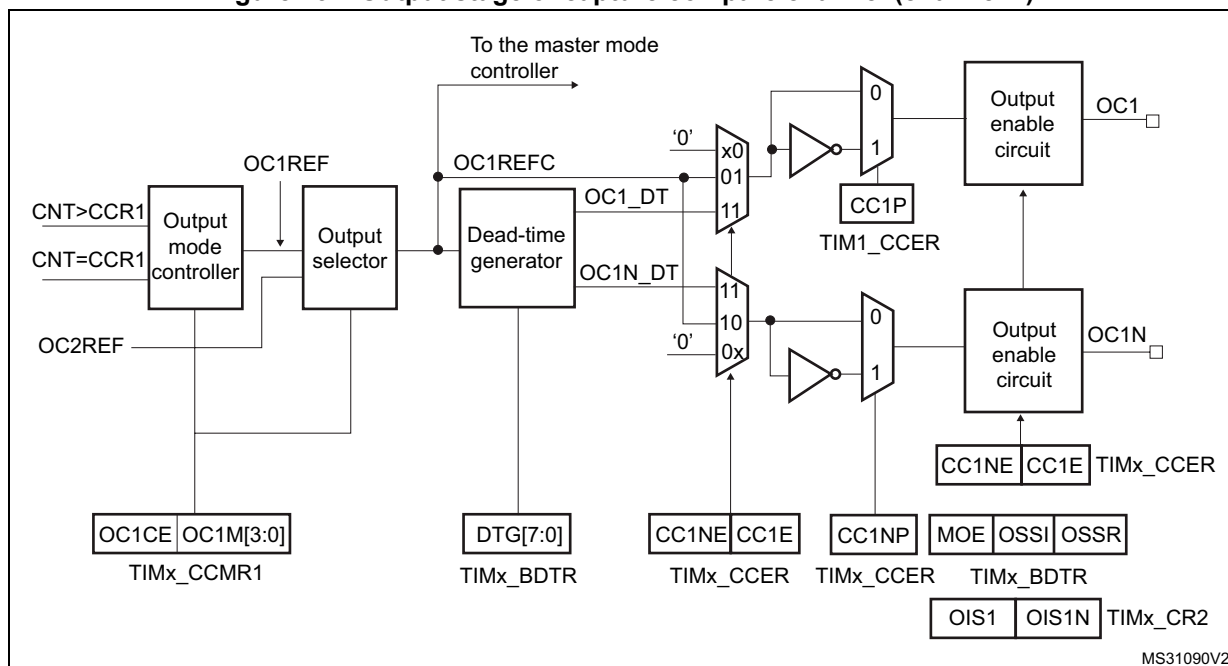 To the master mode
controller
OC1REF
OC1REFC
CNT>CCR1
CNT=CCR1
Output
mode
controller
OC2REF
Output
selector
Dead-time
generator
OC1_DT
OC1N_DT
'0'
x0
01
11
11
10
'0'
0x
0
1
CC1P
TIM1_CCER
0
1
Output
enable
circuit
OC1
Output
enable
circuit
OC1N
CC1NE CC1E TIMx_CCER
OC1CE OC1M[3:0]
TIMx_CCMR1
DTG[7:0]
TIMx_BDTR
CC1NE CC1E
TIMx_CCER
CC1NP
TIMx_CCER
MOE OSSI OSSR
TIMx_BDTR
OIS1 OIS1N TIMx_CR2
MS31090V2